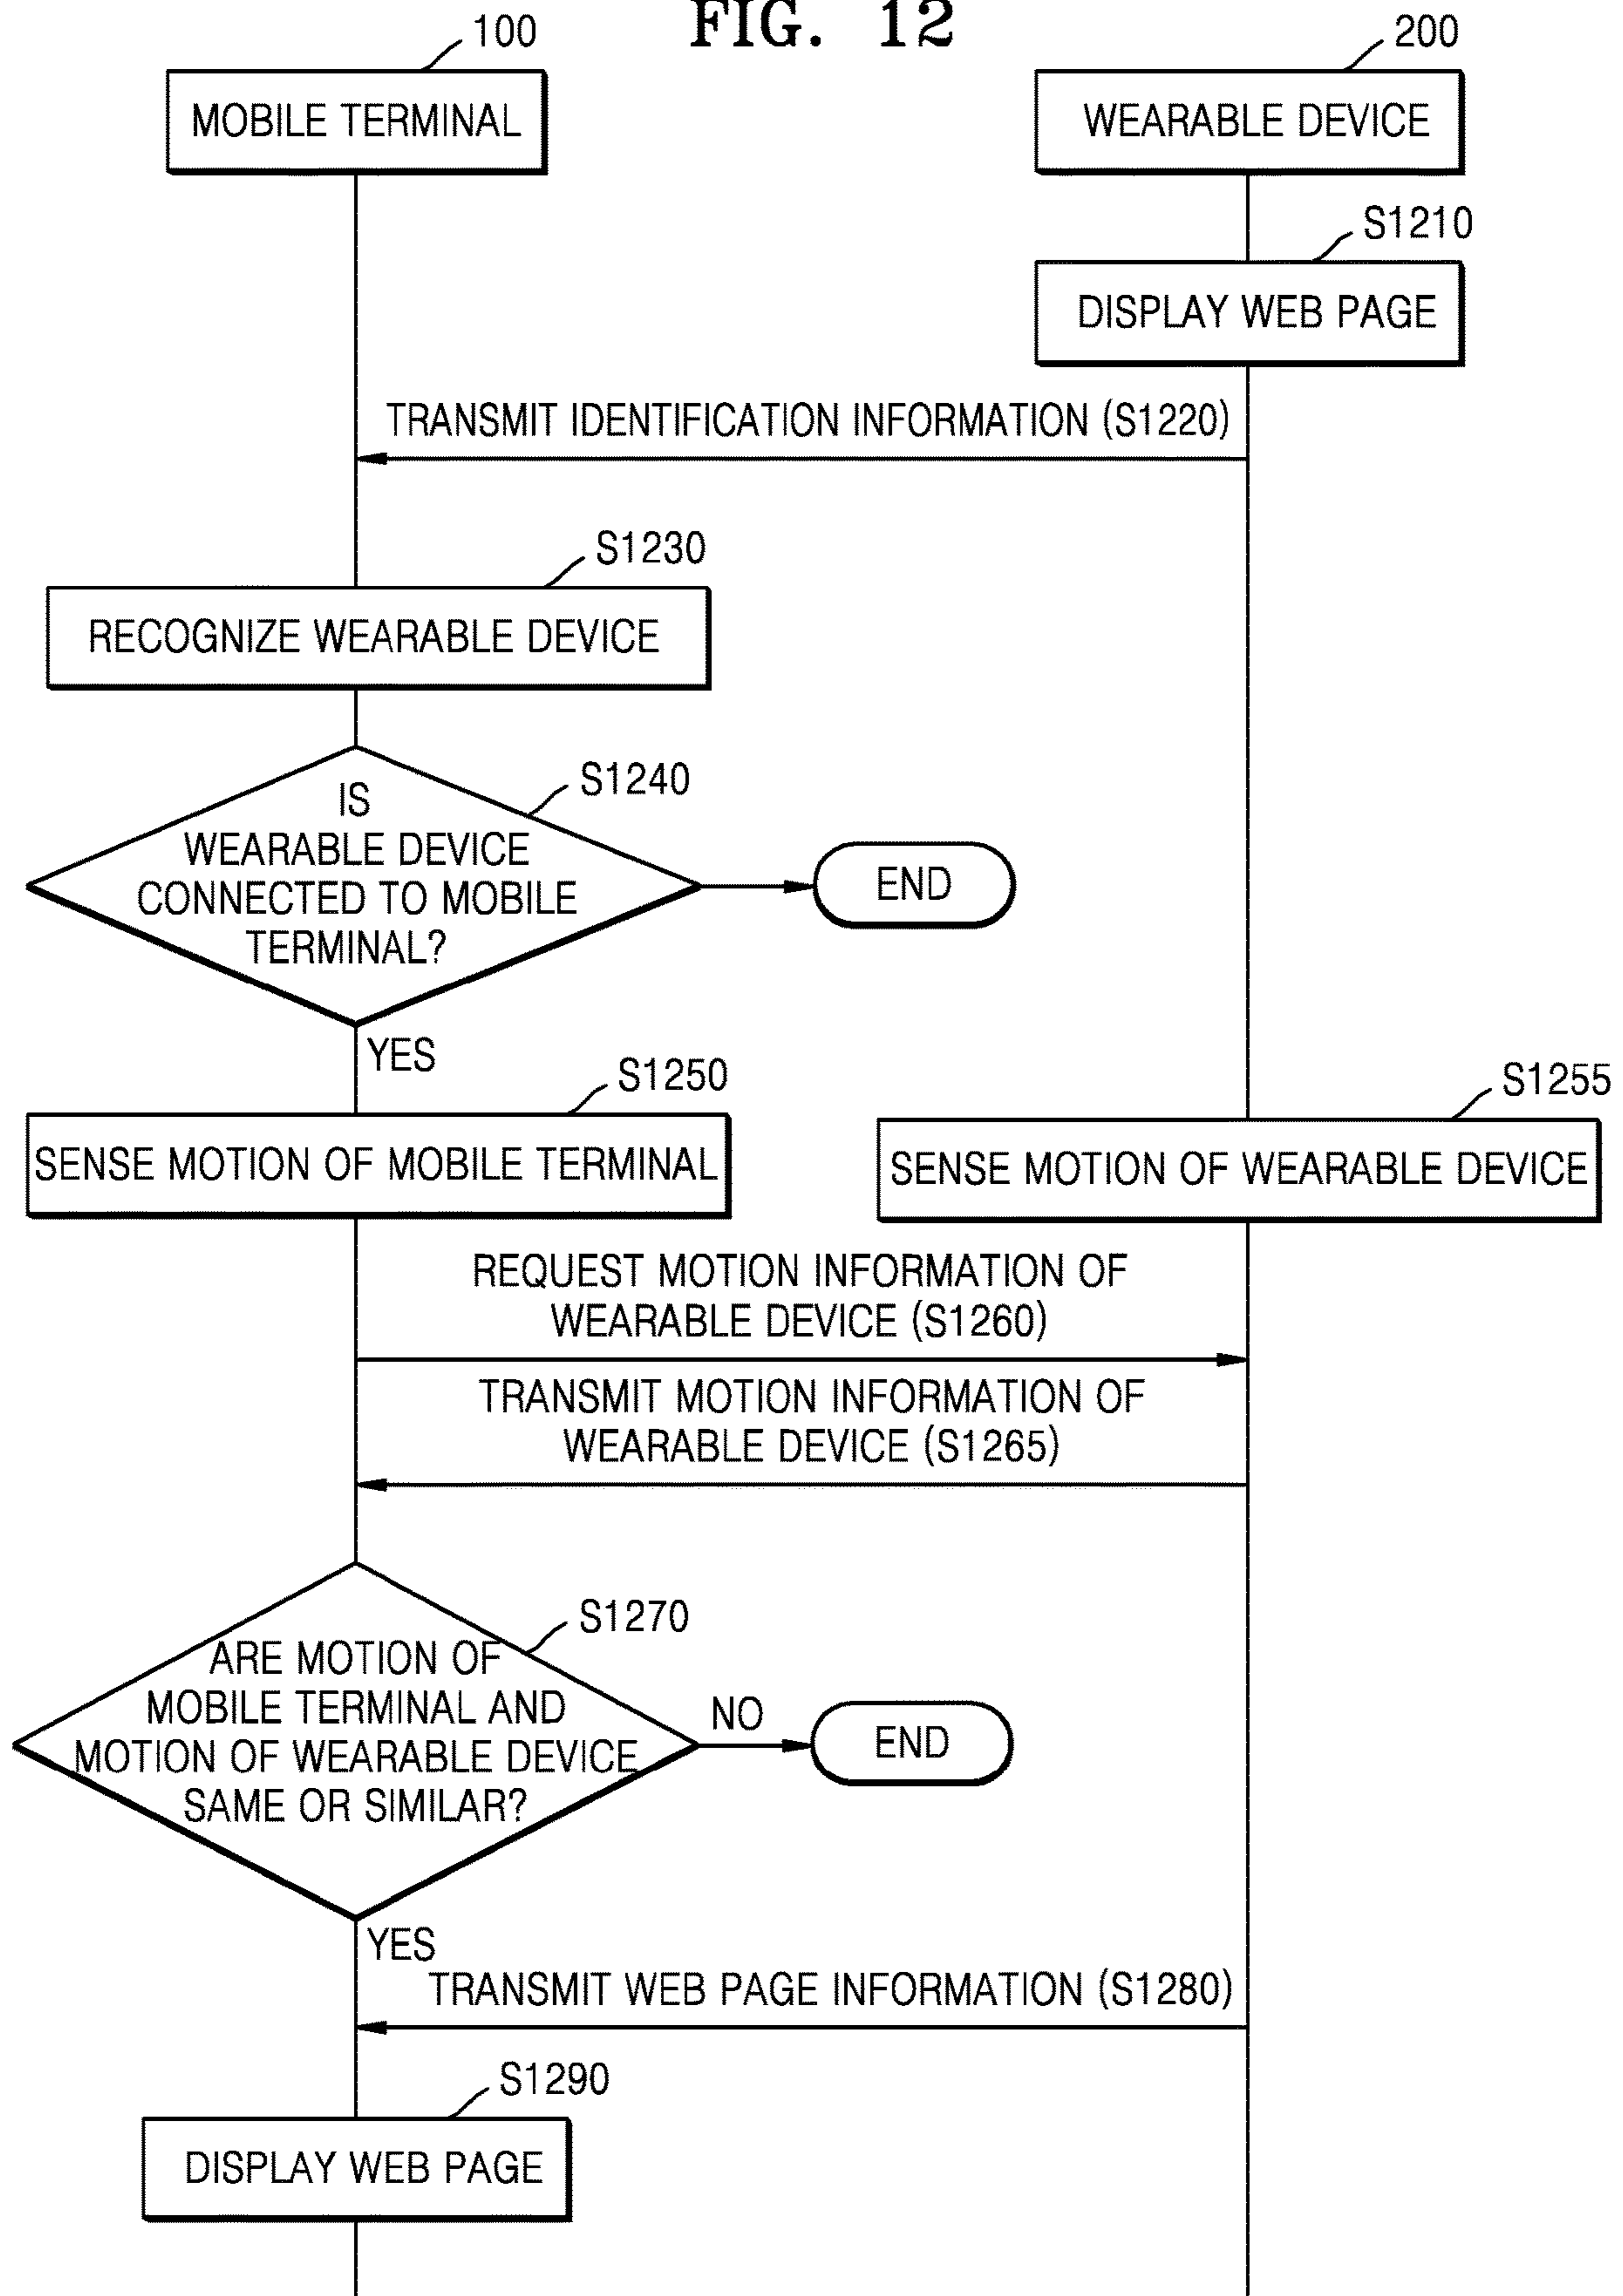 FIG. 12
100
200
MOBILE TERMINAL
WEARABLE DEVICE
S1210
DISPLAY WEB PAGE
TRANSMIT IDENTIFICATION INFORMATION (S1220)
S1230
RECOGNIZE WEARABLE DEVICE
S1240
IS
WEARABLE DEVICE
CONNECTED TO MOBILE
TERMINAL?
END
YES
S1250
S1255
SENSE MOTION OF MOBILE TERMINAL
SENSE MOTION OF WEARABLE DEVICE
REQUEST MOTION INFORMATION OF
WEARABLE DEVICE (S1260)
TRANSMIT MOTION INFORMATION OF
WEARABLE DEVICE (S1265)
S1270
ARE MOTION OF
MOBILE TERMINAL AND
MOTION OF WEARABLE DEVICE
SAME OR SIMILAR?
NO
END
YES
TRANSMIT WEB PAGE INFORMATION (S1280)
S1290
DISPLAY WEB PAGE